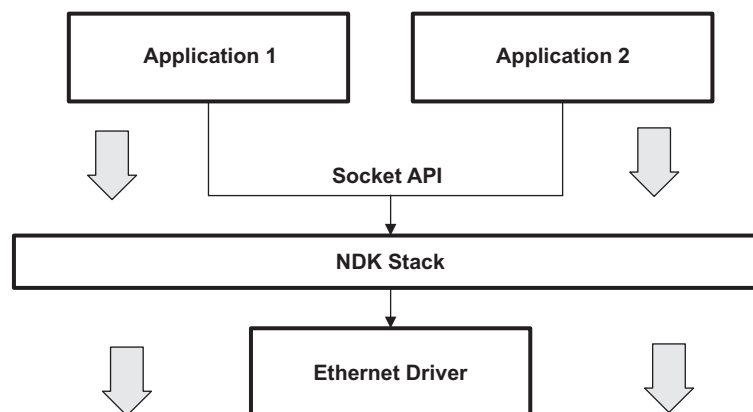 Application 1
Application 2
Socket API
NDK Stack
Ethernet Driver